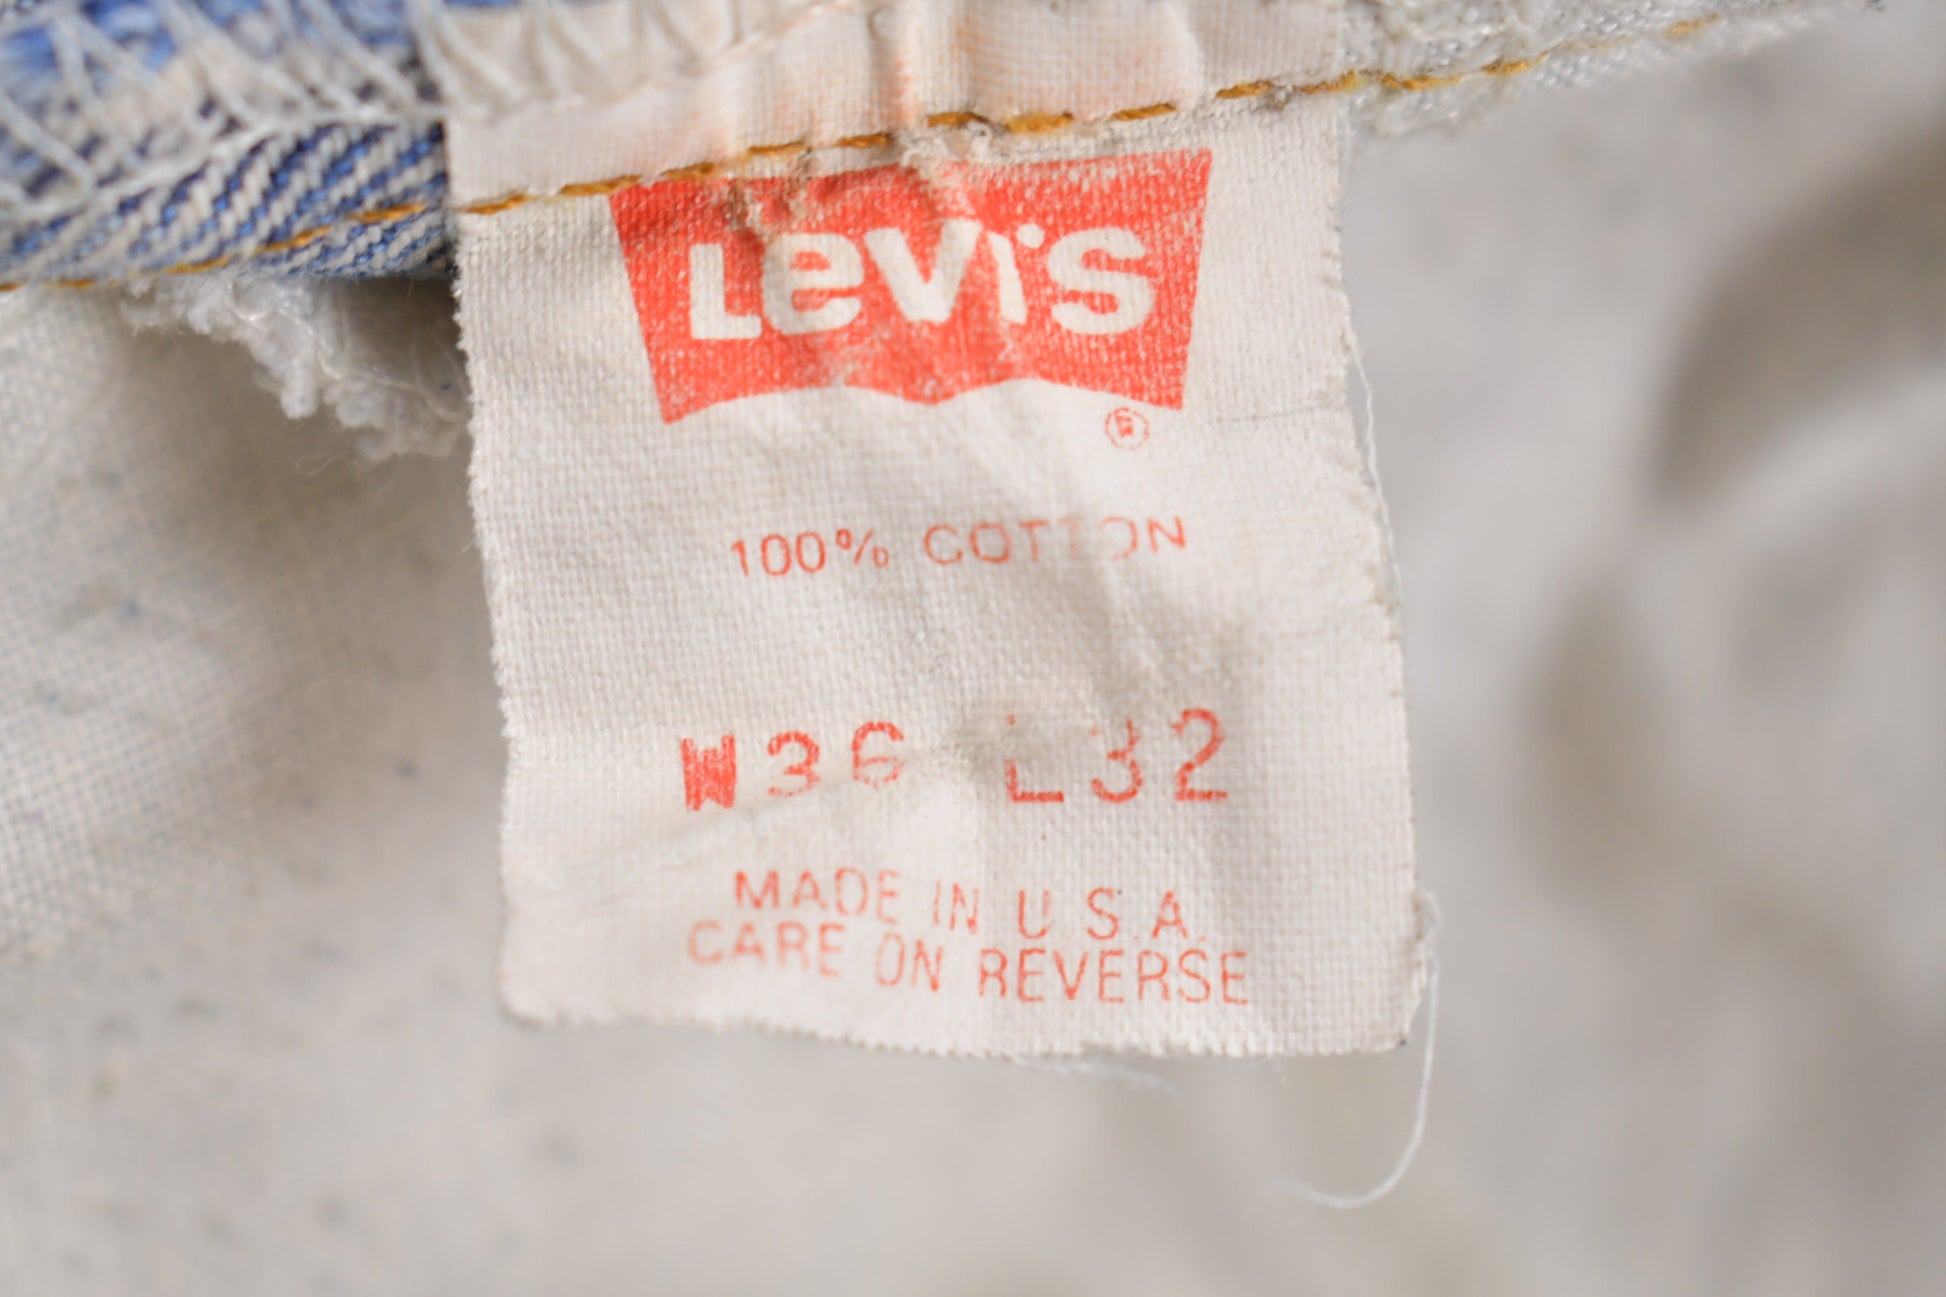 LeVI'S
®
100% COTTON
W36 L32
MADE IN U.S.A.
CARE ON REVERSE